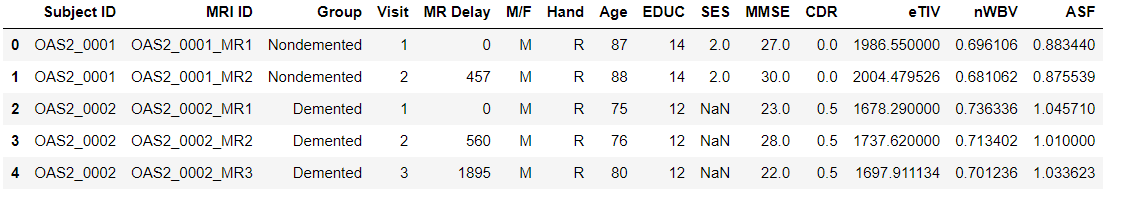 Subject ID MRI ID Group Visit MR Delay M/F Hand Age EDUC SES MMSE CDR eTIV nWBV ASF
0 OAS2_0001 OAS2_0001_MR1 Nondemented 1 0 M R 87 14 2.0 27.0 0.0 1986.550000 0.696106 0.883440
1 OAS2_0001 OAS2_0001_MR2 Nondemented 2 457 M R 88 14 2.0 30.0 0.0 2004.479526 0.681062 0.875539
2 OAS2_0002 OAS2_0002_MR1 Demented 1 0 M R 75 12 NaN 23.0 0.5 1678.290000 0.736336 1.045710
3 OAS2_0002 OAS2_0002_MR2 Demented 2 560 M R 76 12 NaN 28.0 0.5 1737.620000 0.713402 1.010000
4 OAS2_0002 OAS2_0002_MR3 Demented 3 1895 M R 80 12 NaN 22.0 0.5 1697.911134 0.701236 1.033623